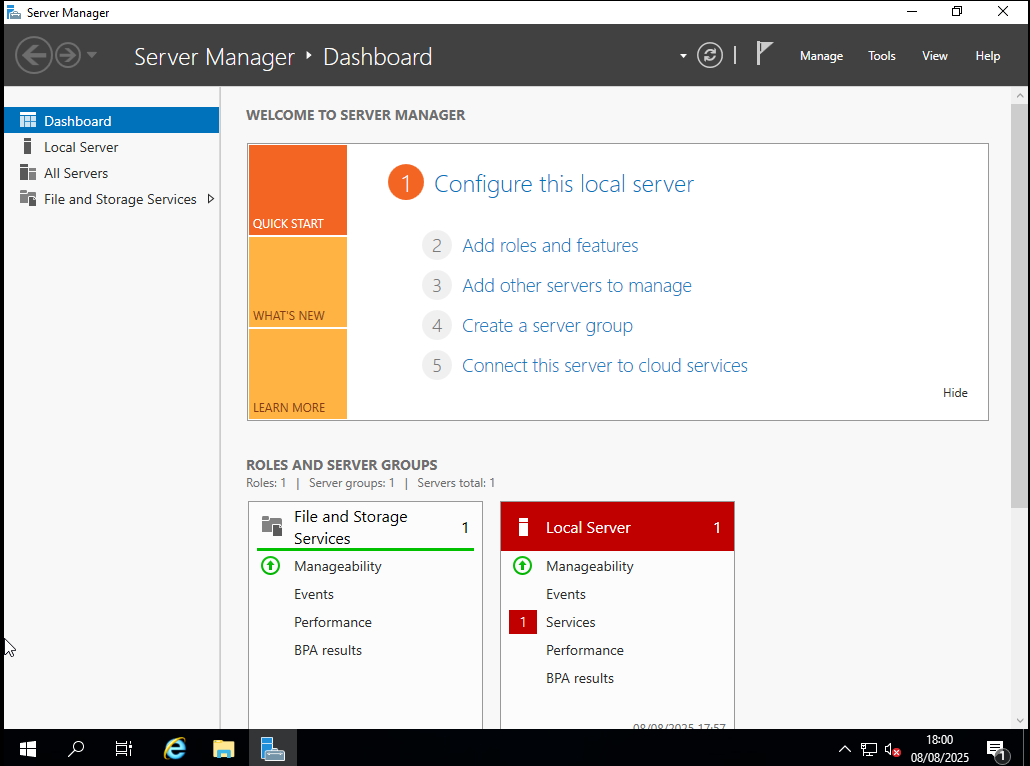 Server Manager
Server Manager ‣ Dashboard
Manage Tools View Help
Dashboard
Local Server
All Servers
File and Storage Services
WELCOME TO SERVER MANAGER
QUICK START
WHAT'S NEW
LEARN MORE
1 Configure this local server
2 Add roles and features
3 Add other servers to manage
4 Create a server group
5 Connect this server to cloud services
Hide
ROLES AND SERVER GROUPS
Roles: 1 | Server groups: 1 | Servers total: 1
File and Storage
Services
1
Manageability
Events
Performance
BPA results
Local Server 1
Manageability
Events
1 Services
Performance
BPA results
08/08/2025 17:57
18:00
08/08/2025
1